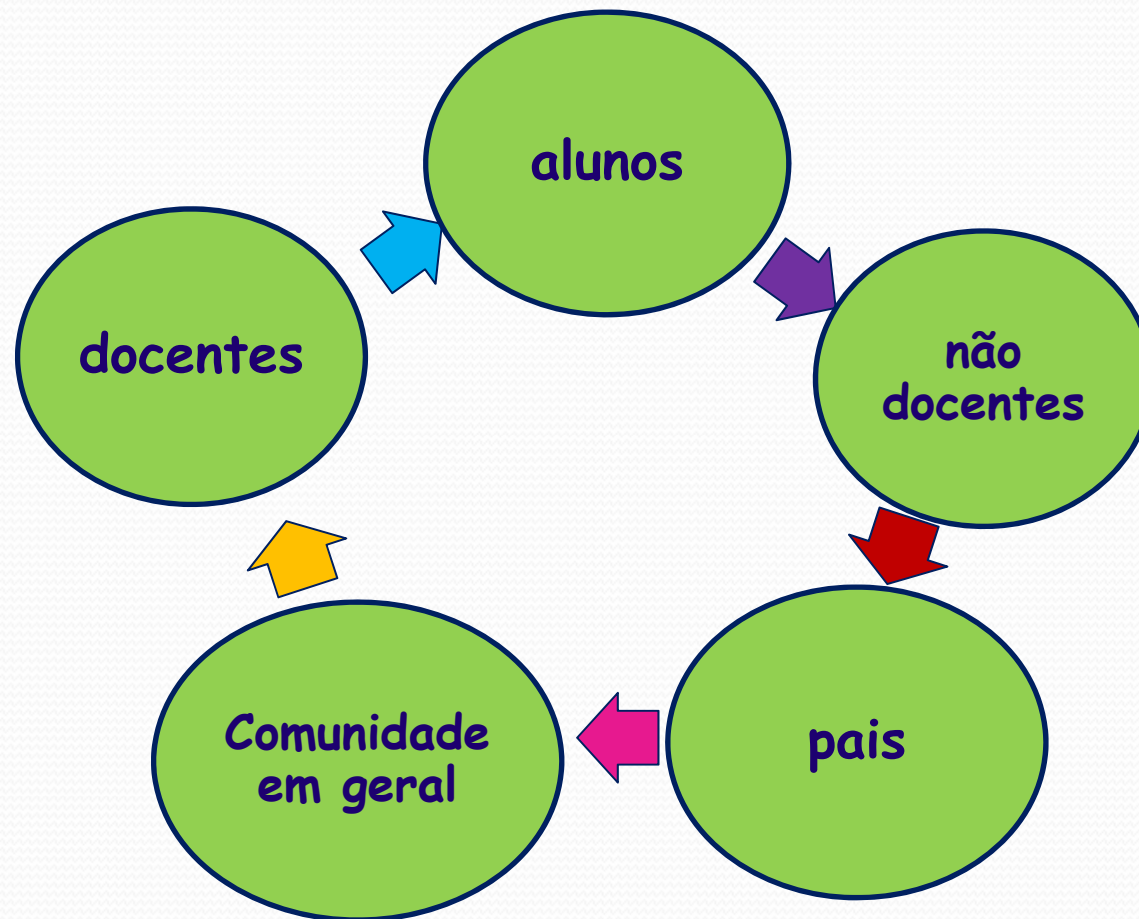 alunos
docentes
não
docentes
Comunidade
em geral
pais